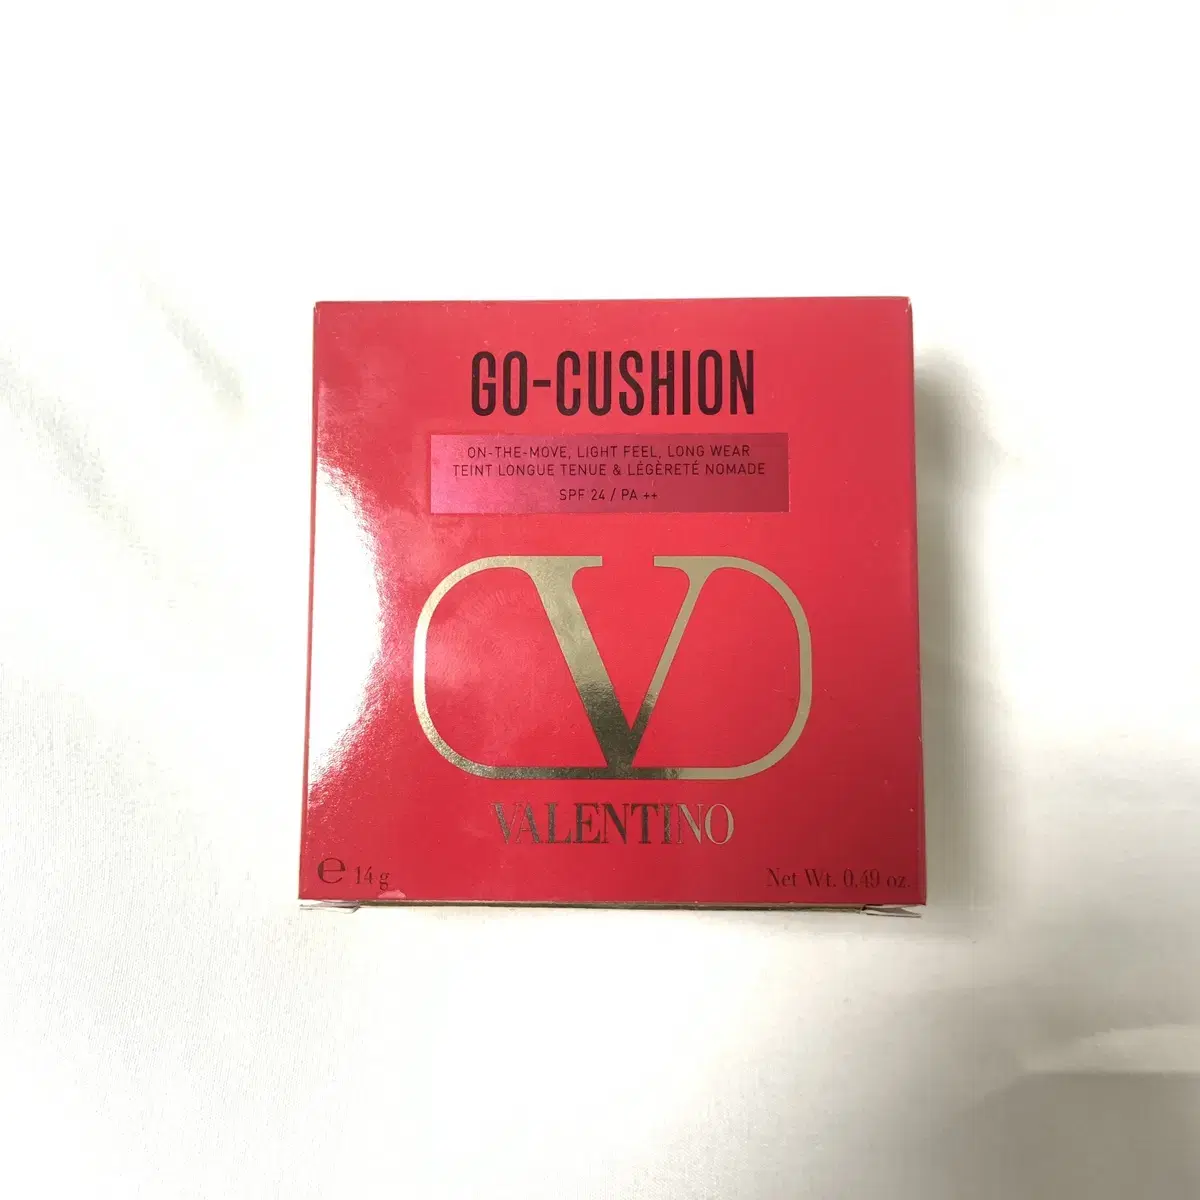 GO-CUSHION
ON-THE-MOVE, LIGHT FEEL, LONG WEAR
TEINT LONGUE TENUE & LÉGÈRETÉ NOMADE
SPF 24 / PA ++
V
VALENTINO
℮ 14 g
Net Wt. 0.49 oz.